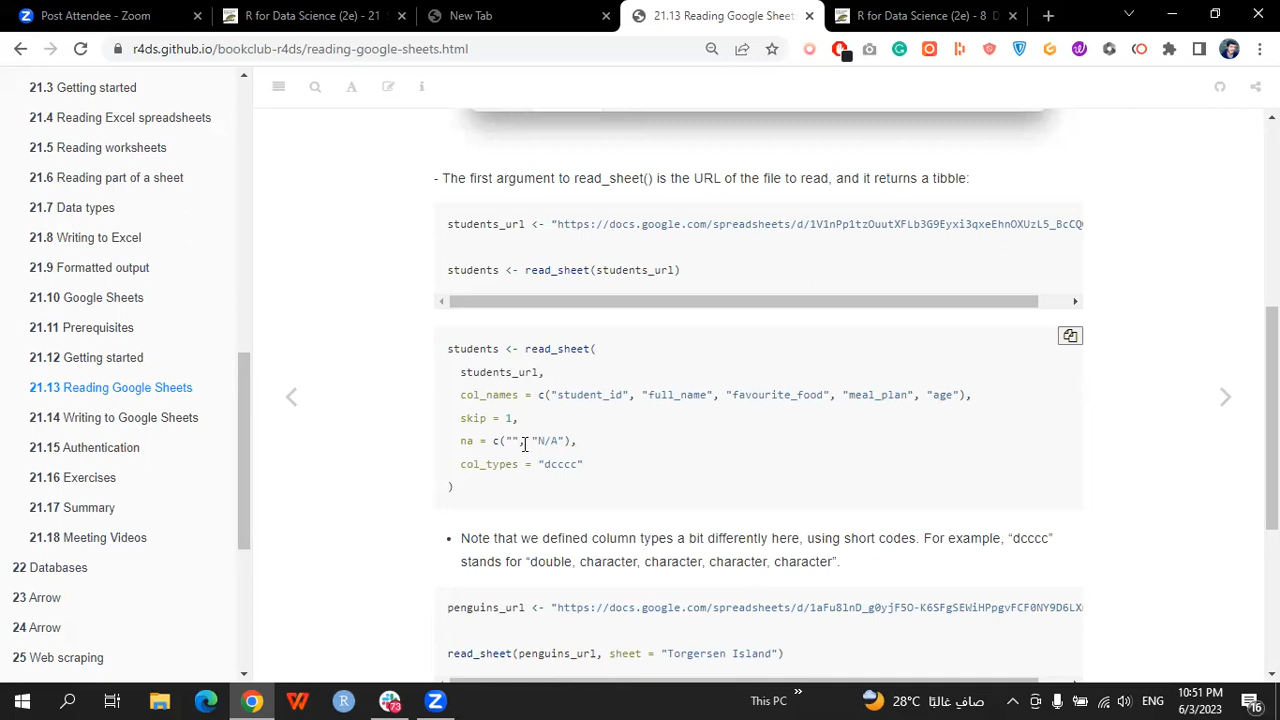 Post Attendee - Zoom
R for Data Science (2e) - 21
New Tab
21.13 Reading Google Sheet
R for Data Science (2e) - 8
r4ds.github.io/bookclub-r4ds/reading-google-sheets.html
21.3 Getting started
21.4 Reading Excel spreadsheets
21.5 Reading worksheets
21.6 Reading part of a sheet
21.7 Data types
21.8 Writing to Excel
21.9 Formatted output
21.10 Google Sheets
21.11 Prerequisites
21.12 Getting started
21.13 Reading Google Sheets
21.14 Writing to Google Sheets
21.15 Authentication
21.16 Exercises
21.17 Summary
21.18 Meeting Videos
22 Databases
23 Arrow
24 Arrow
25 Web scraping
- The first argument to read_sheet() is the URL of the file to read, and it returns a tibble:
students_url <- "https://docs.google.com/spreadsheets/d/1V1nPp1tzOuutXFLb3G9Eyxi3qxeEhnOXUzL5_BcCQ
students <- read_sheet(students_url)
students <- read_sheet(
students_url,
col_names = c("student_id", "full_name", "favourite_food", "meal_plan", "age"),
skip = 1,
na = c("", "N/A"),
col_types = "dcccc"
)
• Note that we defined column types a bit differently here, using short codes. For example, “dcccc”
stands for “double, character, character, character, character”.
penguins_url <- "https://docs.google.com/spreadsheets/d/1aFu8lnD_g0yjF5O-K6SFgSEWiHPpgvFCF0NY9D6LX
read_sheet(penguins_url, sheet = "Torgersen Island")
73
This PC
28°C صافٍ غالبًا
ENG
10:51 PM
6/3/2023
16